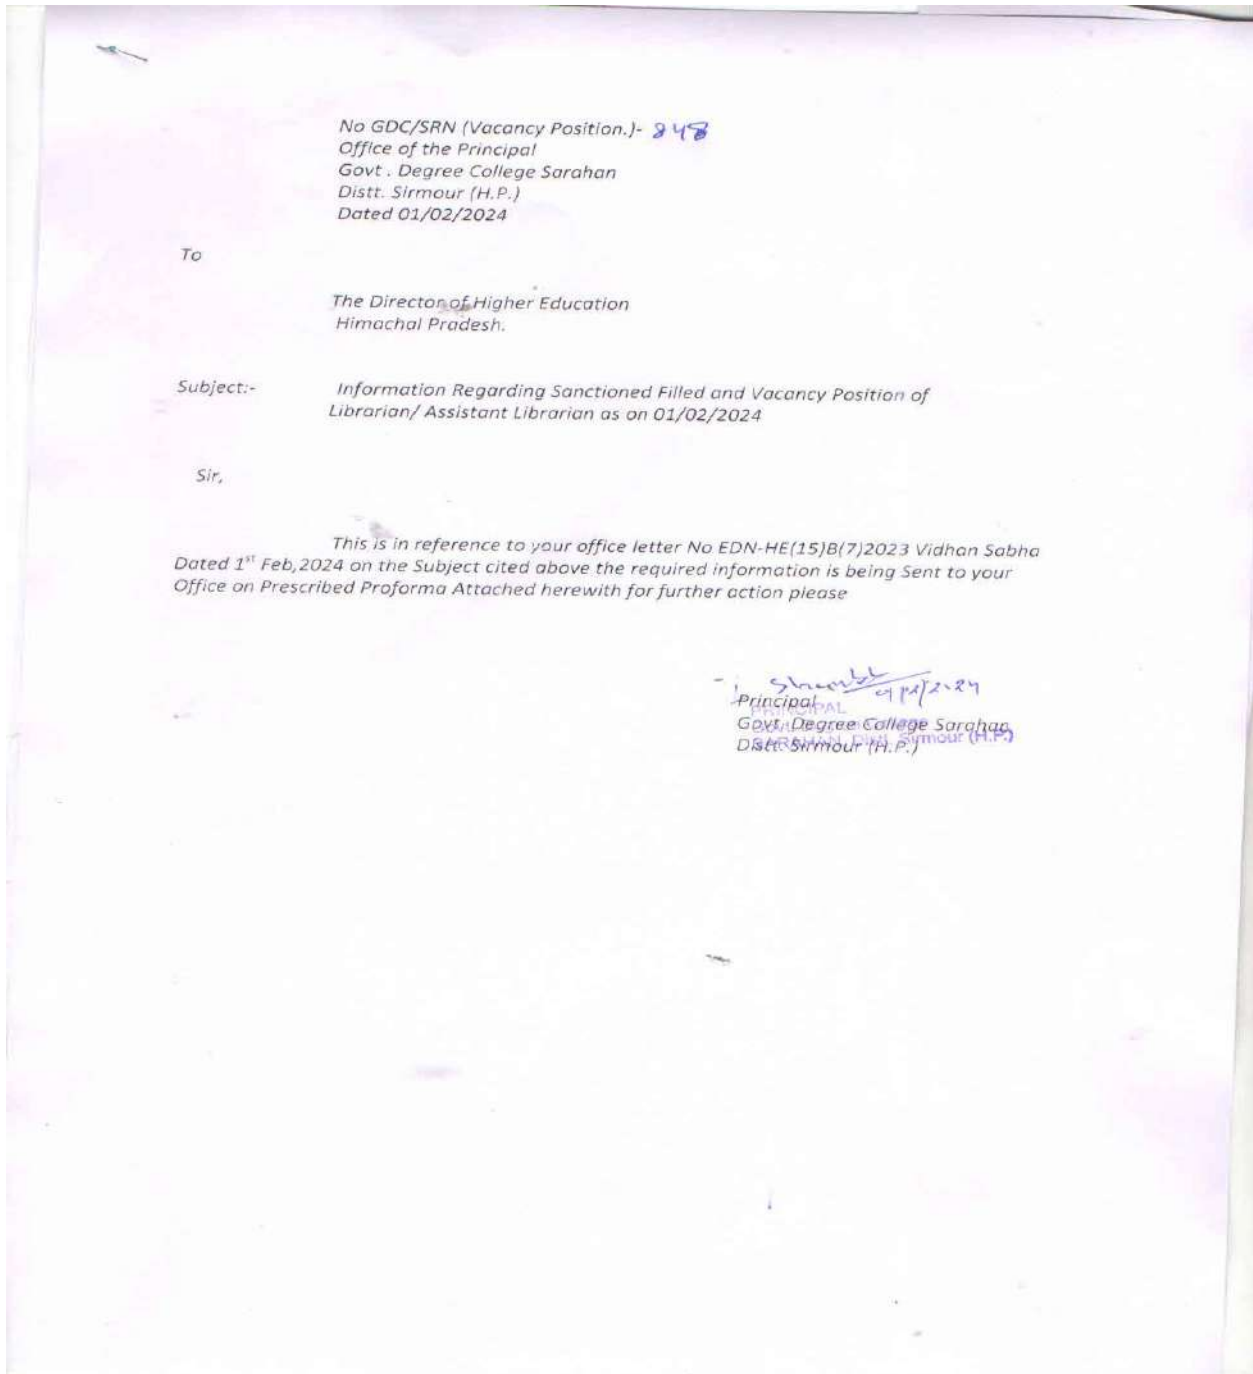 No GDC/SRN (Vacancy Position.)- 848
Office of the Principal
Govt . Degree College Sarahan
Distt. Sirmour (H.P.)
Dated 01/02/2024
To
The Director of Higher Education
Himachal Pradesh.
Subject:- Information Regarding Sanctioned Filled and Vacancy Position of
Librarian/ Assistant Librarian as on 01/02/2024
Sir,
This is in reference to your office letter No EDN-HE(15)B(7)2023 Vidhan Sabha
Dated 1st Feb,2024 on the Subject cited above the required information is being Sent to your
Office on Prescribed Proforma Attached herewith for further action please
Principal
PRINCIPAL
Govt. Degree College Sarahan
SARAHAN, Distt. Sirmour (H.P.)
Distt. Sirmour (H.P.)